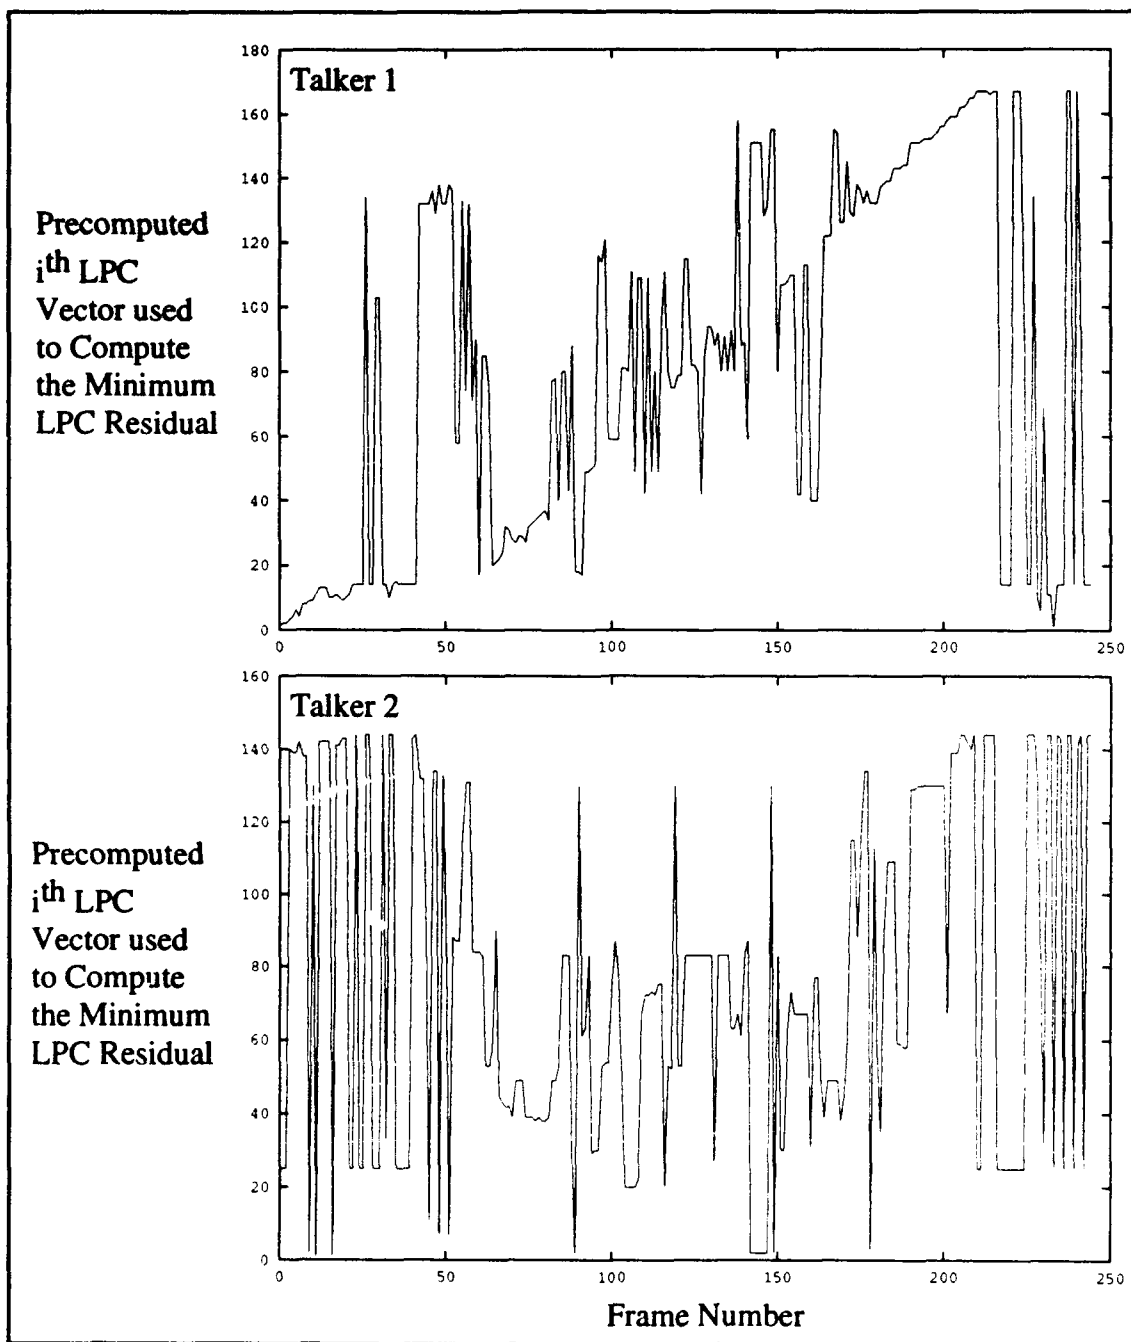 180
160
140
120
100
80
60
40
20
0
Talker 1
Precomputed
ith LPC
Vector used
to Compute
the Minimum
LPC Residual
0 50 100 150 200 250
160
140
120
100
80
60
40
20
0
Talker 2
Precomputed
ith LPC
Vector used
to Compute
the Minimum
LPC Residual
0 50 100 150 200 250
Frame Number